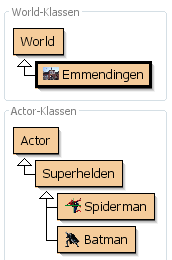 World-Klassen
World
Emmendingen
Actor-Klassen
Actor
Superhelden
Spiderman
Batman